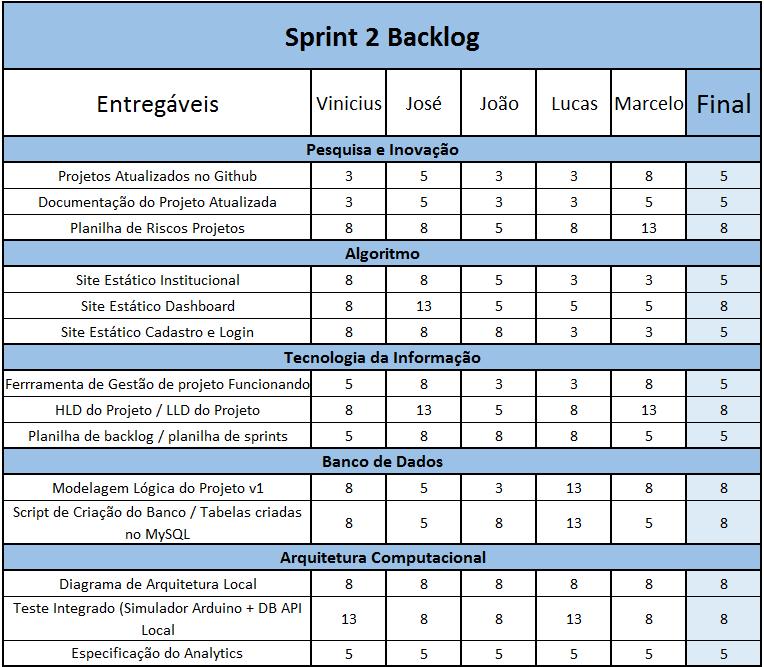 Sprint 2 Backlog
Entregáveis Vinicius José João Lucas Marcelo Final
Pesquisa e Inovação
Projetos Atualizados no Github 3 5 3 3 8 5
Documentação do Projeto Atualizada 3 5 3 3 5 5
Planilha de Riscos Projetos 8 8 5 8 13 8
Algoritmo
Site Estático Institucional 8 8 5 3 3 5
Site Estático Dashboard 8 13 5 5 5 8
Site Estático Cadastro e Login 8 8 8 3 3 5
Tecnologia da Informação
Ferrramenta de Gestão de projeto Funcionando 5 8 3 3 8 5
HLD do Projeto / LLD do Projeto 8 13 5 8 13 8
Planilha de backlog / planilha de sprints 5 8 8 8 5 5
Banco de Dados
Modelagem Lógica do Projeto v1 8 5 3 13 8 8
Script de Criação do Banco / Tabelas criadas
no MySQL 8 5 8 13 5 8
Arquitetura Computacional
Diagrama de Arquitetura Local 8 8 8 8 8 8
Teste Integrado (Simulador Arduino + DB API
Local 13 8 8 13 8 8
Especificação do Analytics 5 5 5 5 5 5